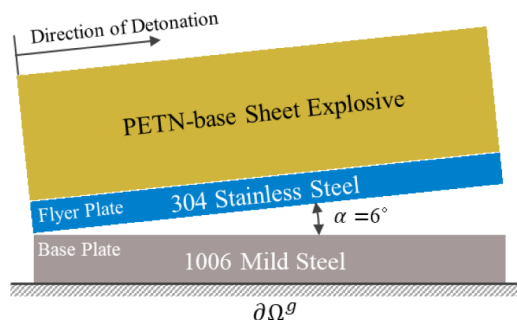 Direction of Detonation
PETN-base Sheet Explosive
Flyer Plate
304 Stainless Steel
α = 6°
Base Plate
1006 Mild Steel
∂Ω^g